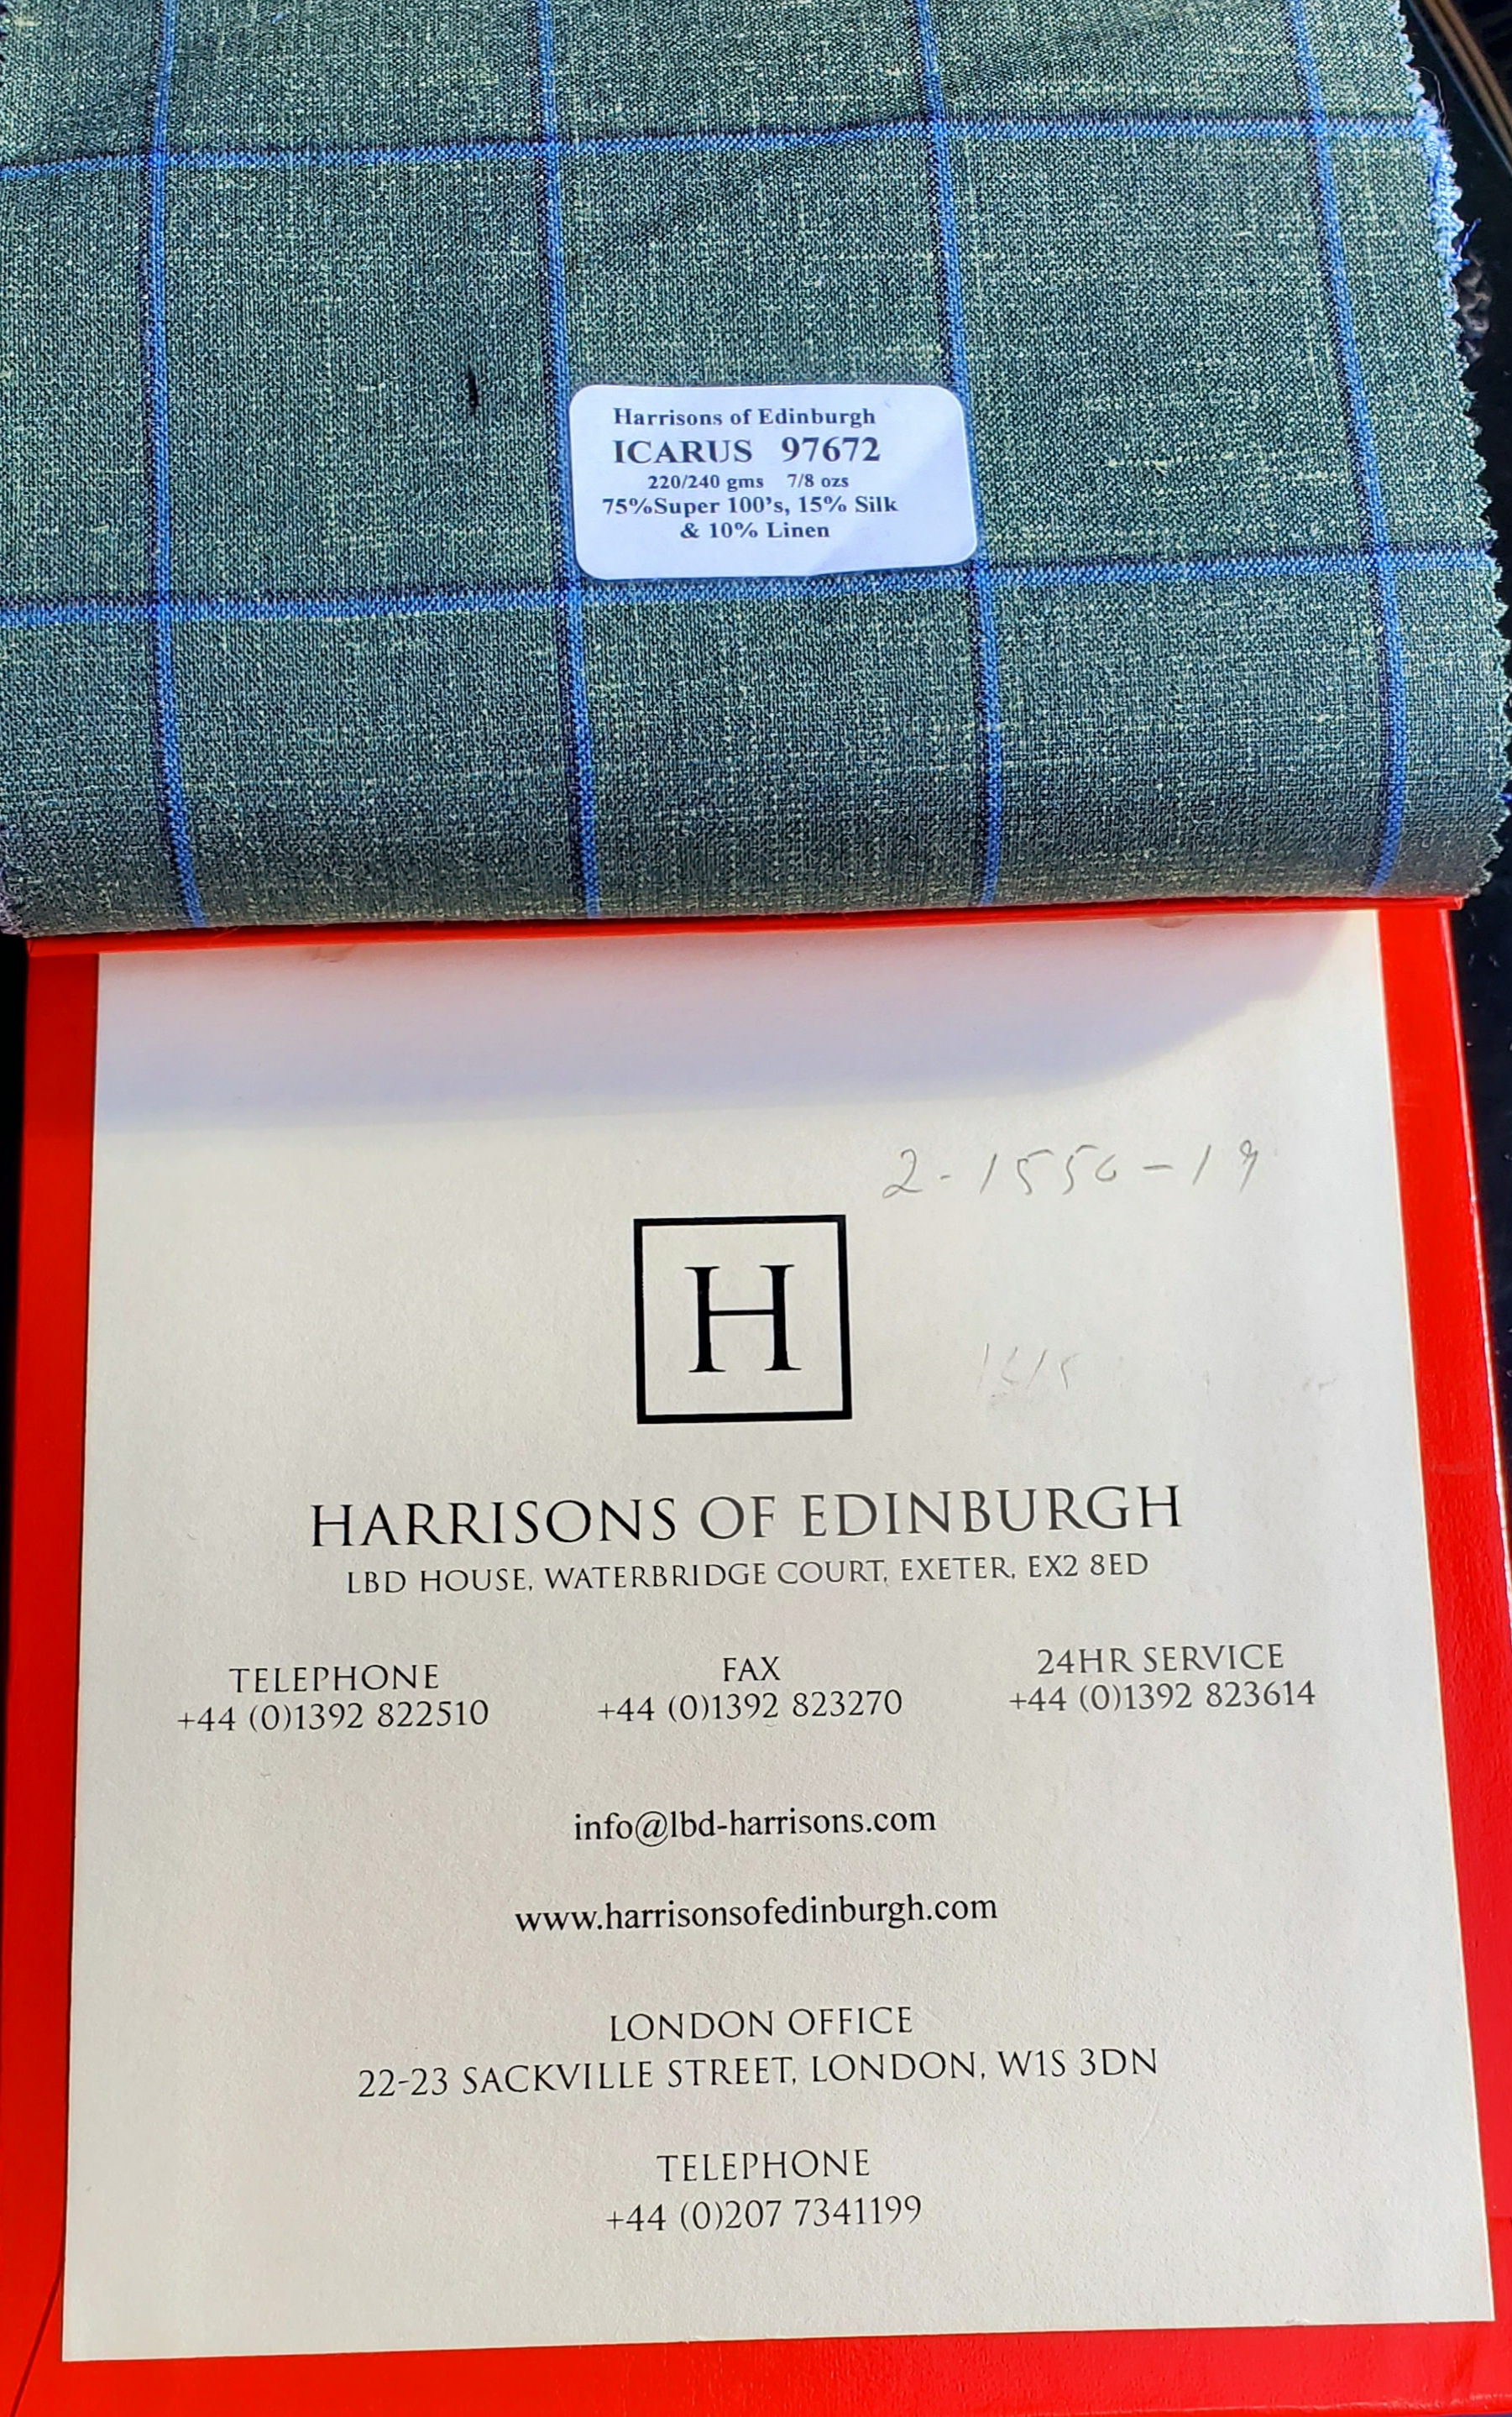 Harrisons of Edinburgh
ICARUS 97672
220/240 gms 7/8 ozs
75%Super 100's, 15% Silk
& 10% Linen
H
HARRISONS OF EDINBURGH
LBD HOUSE, WATERBRIDGE COURT, EXETER, EX2 8ED
TELEPHONE
+44 (0)1392 822510
FAX
+44 (0)1392 823270
24HR SERVICE
+44 (0)1392 823614
info@lbd-harrisons.com
www.harrisonsofedinburgh.com
LONDON OFFICE
22-23 SACKVILLE STREET, LONDON, W1S 3DN
TELEPHONE
+44 (0)207 7341199